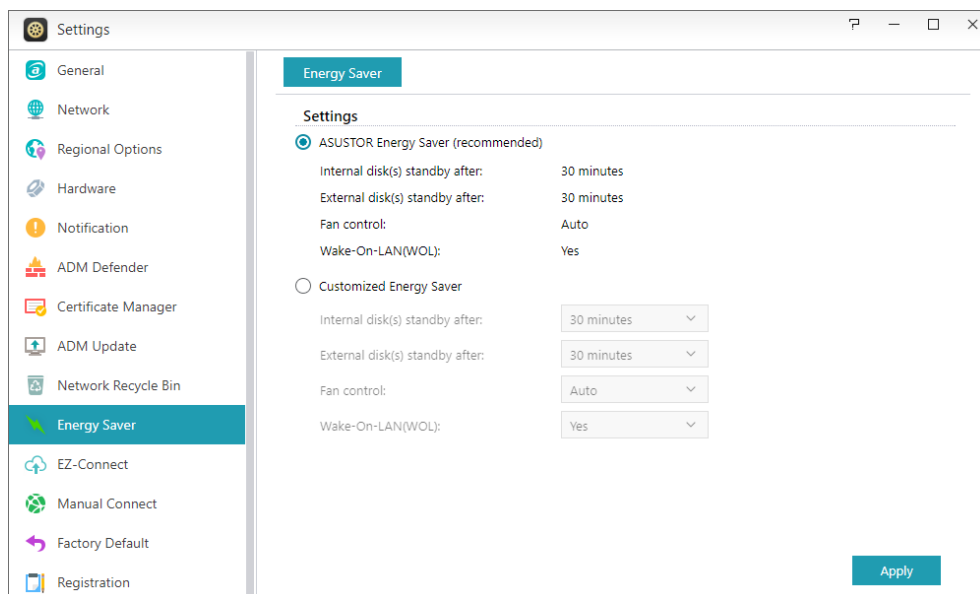 Settings
General
Network
Regional Options
Hardware
Notification
ADM Defender
Certificate Manager
ADM Update
Network Recycle Bin
Energy Saver
EZ-Connect
Manual Connect
Factory Default
Registration
Energy Saver
Settings
ASUSTOR Energy Saver (recommended)
Internal disk(s) standby after: 30 minutes
External disk(s) standby after: 30 minutes
Fan control: Auto
Wake-On-LAN(WOL): Yes
Customized Energy Saver
Internal disk(s) standby after: 30 minutes
External disk(s) standby after: 30 minutes
Fan control: Auto
Wake-On-LAN(WOL): Yes
Apply